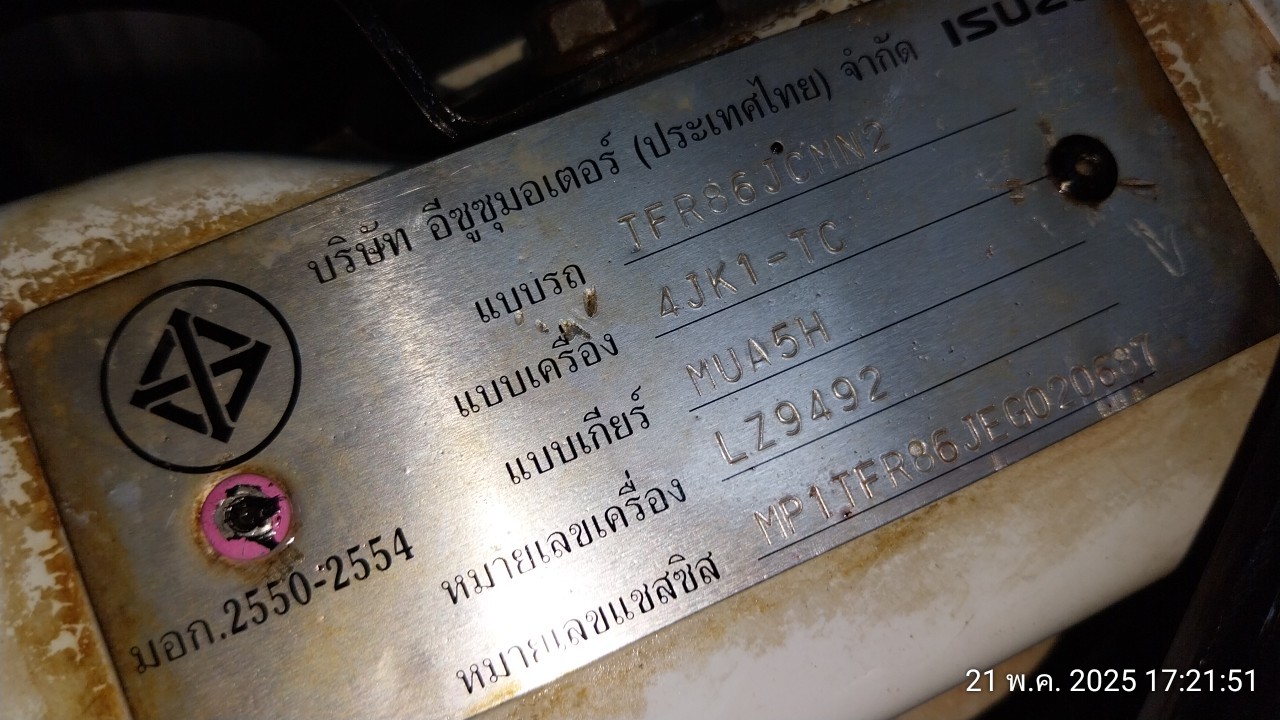 ISUZU
บริษัท อีซูซุมอเตอร์ (ประเทศไทย) จำกัด
แบบรถ TFR86JCMN2
แบบเครื่อง 4JK1-TC
แบบเกียร์ MUA5H
หมายเลขเครื่อง LZ9492
หมายเลขแชสซิส MP1TFR86JEG020687
มอก.2550-2554
V
21 พ.ค. 2025 17:21:51